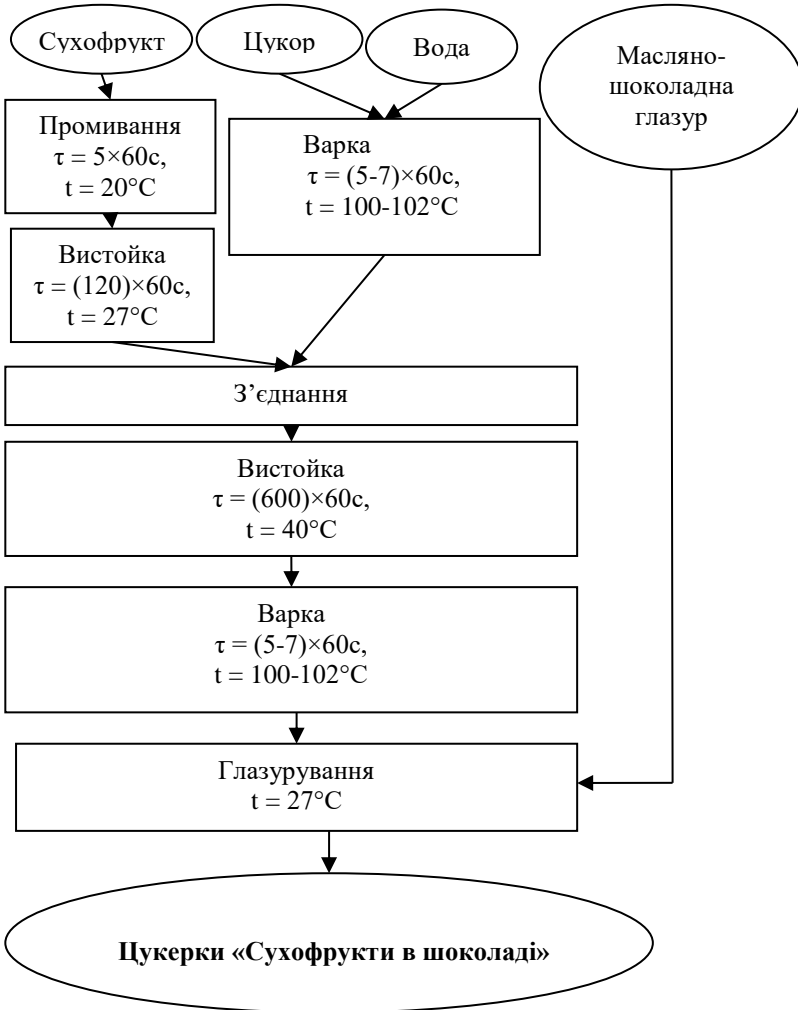 Сухофрукт
Цукор
Вода
Масляно-
шоколадна
глазур
Промивання
τ = 5×60с,
t = 20°C
Варка
τ = (5-7)×60с,
t = 100-102°C
Вистойка
τ = (120)×60с,
t = 27°C
З’єднання
Вистойка
τ = (600)×60с,
t = 40°C
Варка
τ = (5-7)×60с,
t = 100-102°C
Глазурування
t = 27°C
Цукерки «Сухофрукти в шоколаді»